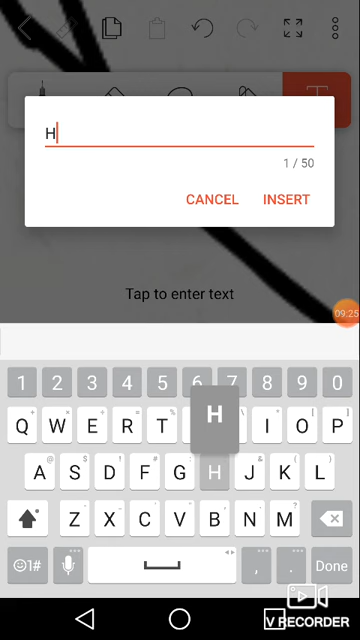 T
H
1 / 50
CANCEL INSERT
Tap to enter text
09:25
1 2 3 4 5 6 7 8 9 0
H
Q W E R T I O P
A S D F G H J K L
Z X C V B N M
☺1# , . Done
V RECORDER